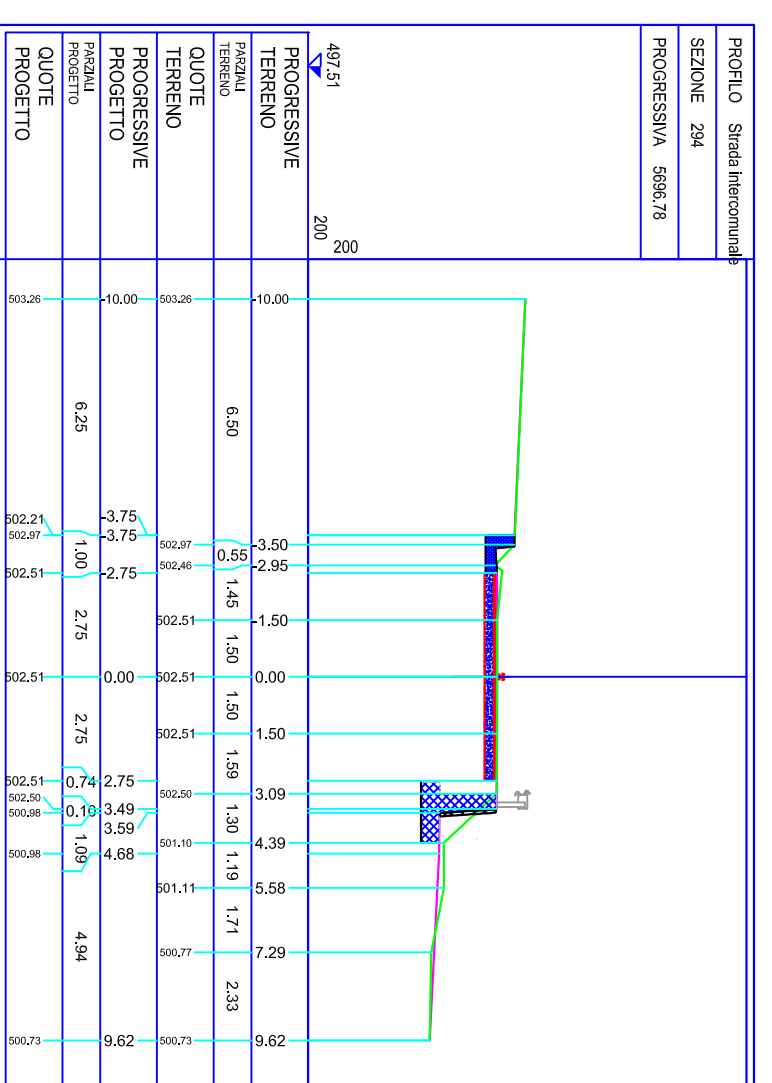 PROFILO Strada intercomunale
SEZIONE 294
PROGRESSIVA 5696.78
497.51
200
200
PROGRESSIVE TERRENO
-10.00 -3.50 -2.95 -1.50 0.00 1.50 3.09 4.39 5.58 7.29 9.62
PARZIALI TERRENO
6.50 0.55 1.45 1.50 1.50 1.59 1.30 1.19 1.71 2.33
QUOTE TERRENO
503.26 502.97 502.46 502.51 502.51 502.51 502.50 501.10 501.11 500.77 500.73
PROGRESSIVE PROGETTO
-10.00 -3.75 -3.75 -2.75 0.00 2.75 3.49 3.59 4.68 9.62
PARZIALI PROGETTO
6.25 1.00 2.75 2.75 0.74 0.10 1.09 4.94
QUOTE PROGETTO
503.26 502.21 502.97 502.51 502.51 502.51 502.50 500.98 500.98 500.73